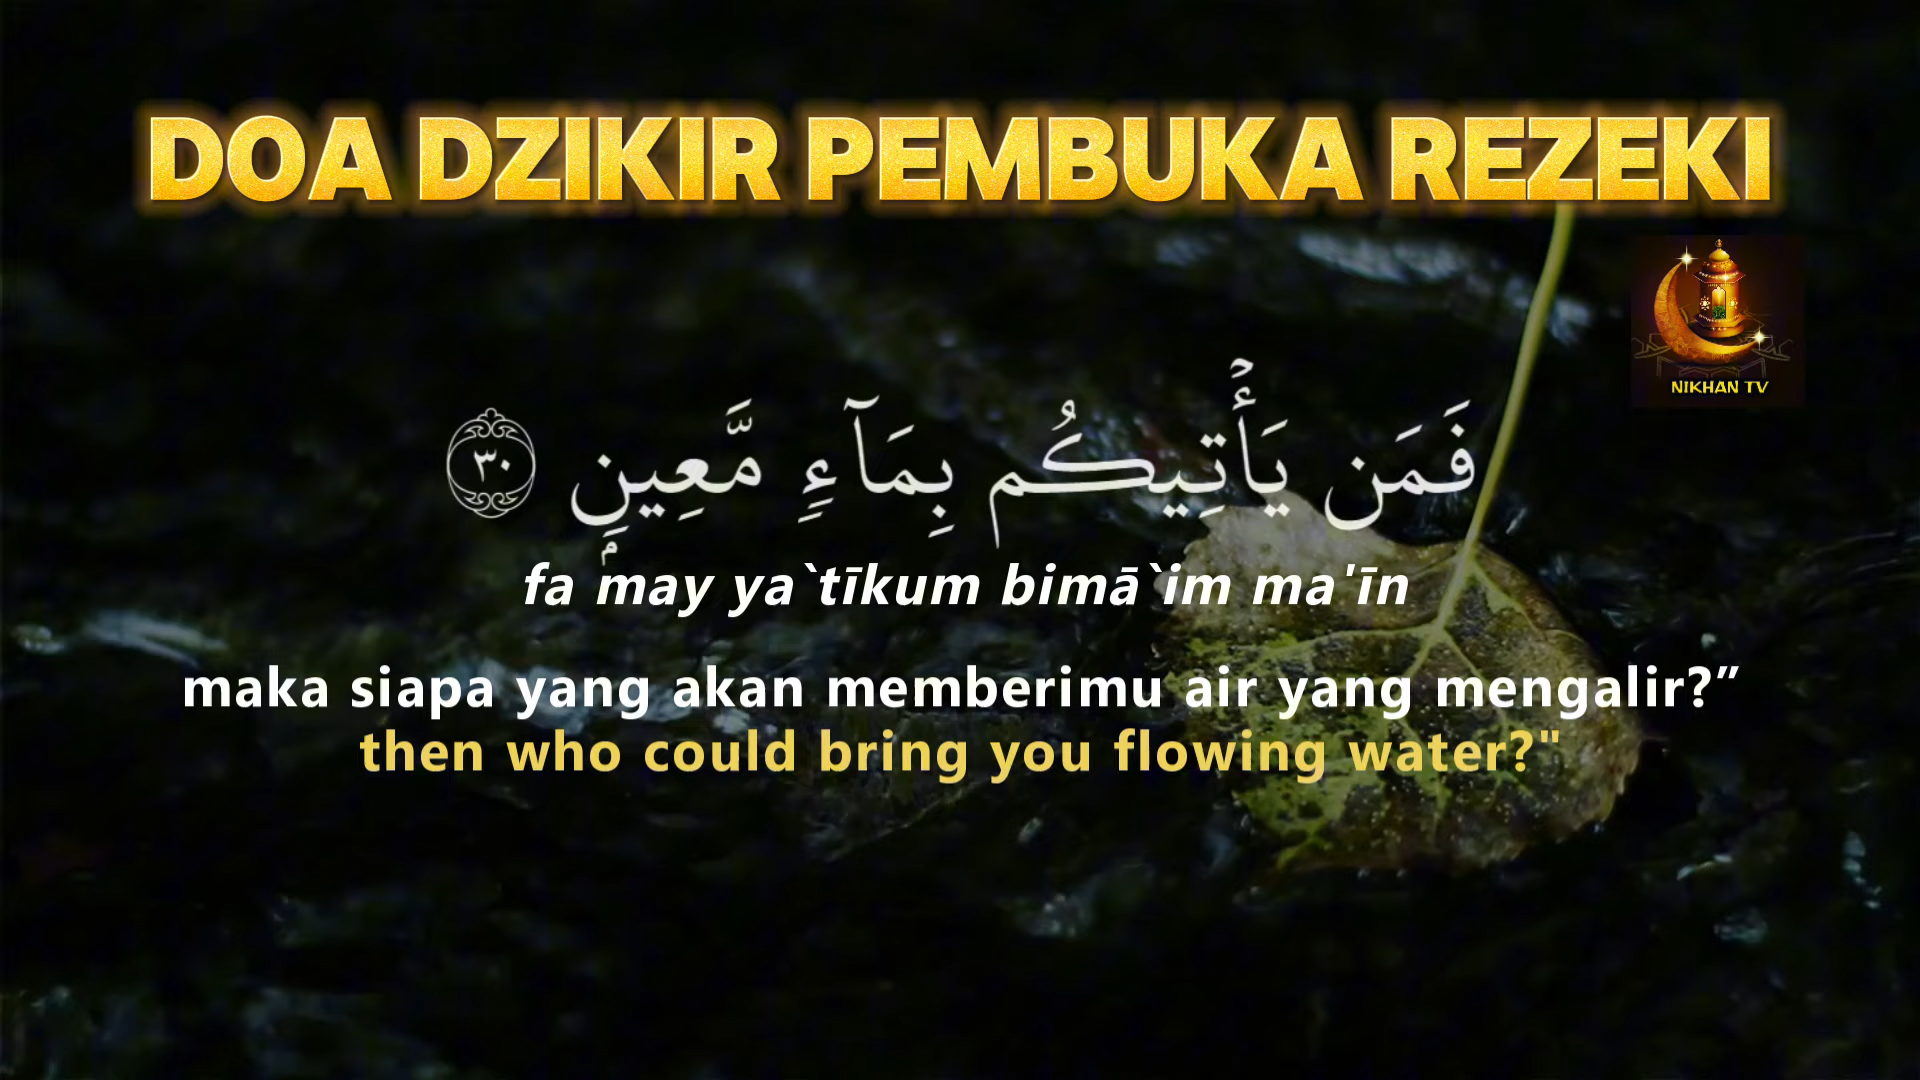 DOA DZIKIR PEMBUKA REZEKI
NIKHAN TV
فَمَن يَأْتِيكُم بِمَآءٍ مَّعِينٍۭ ٣٠
fa may ya`tīkum bimā`im ma'īn
maka siapa yang akan memberimu air yang mengalir?”
then who could bring you flowing water?"